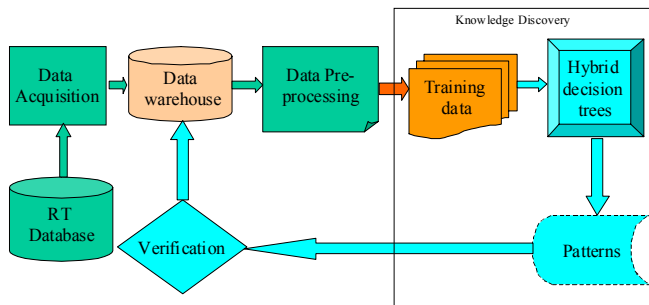 Knowledge Discovery
Data
Acquisition
Data
warehouse
Data Pre-
processing
Training
data
Hybrid
decision
trees
RT
Database
Verification
Patterns